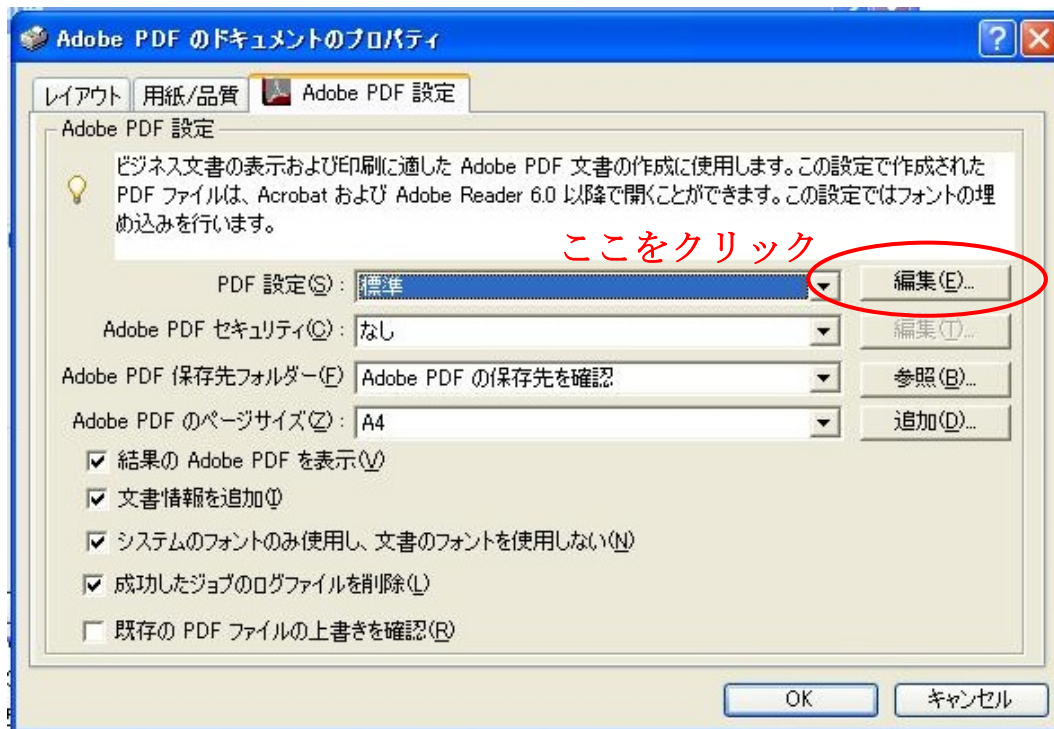 Adobe PDF のドキュメントのプロパティ
レイアウト 用紙/品質 Adobe PDF 設定
Adobe PDF 設定
ビジネス文書の表示および印刷に適した Adobe PDF 文書の作成に使用します。この設定で作成された
PDF ファイルは、Acrobat および Adobe Reader 6.0 以降で開くことができます。この設定ではフォントの埋
め込みを行います。
ここをクリック
PDF 設定(S): 標準 編集(E)...
Adobe PDF セキュリティ(C): なし 編集(T)...
Adobe PDF 保存先フォルダー(F) Adobe PDF の保存先を確認 参照(B)...
Adobe PDF のページサイズ(Z): A4 追加(D)...
結果の Adobe PDF を表示(V)
文書情報を追加(I)
システムのフォントのみ使用し、文書のフォントを使用しない(N)
成功したジョブのログファイルを削除(L)
既存の PDF ファイルの上書きを確認(R)
OK キャンセル